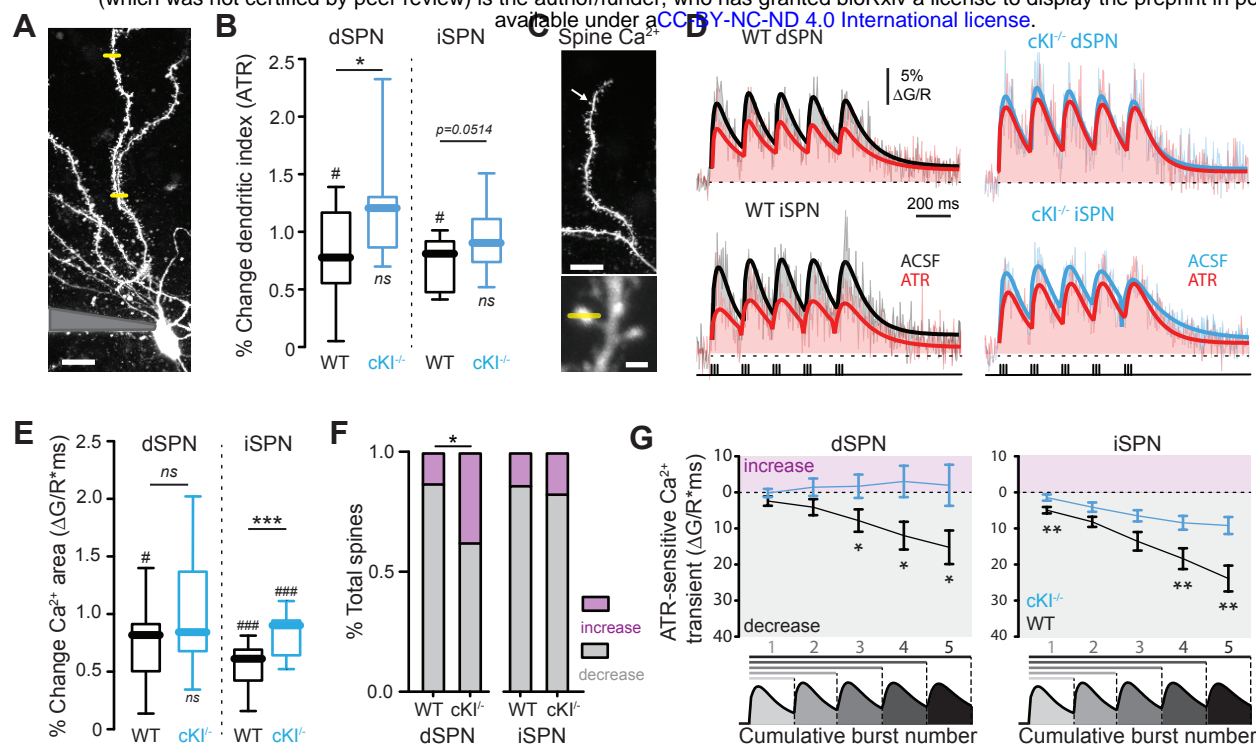 (which was not certified by peer review) is the author/funder, who has granted bioRxiv a license to display the preprint in pe
available under aCC-BY-NC-ND 4.0 International license.
A
B
dSPN
iSPN
% Change dendritic index (ATR)
2.5
2.0
1.5
1.0
0.5
0
*
p=0.0514
#
#
ns
ns
WT
cKI-/-
WT
cKI-/-
C
Spine Ca2+
D
WT dSPN
5%
ΔG/R
cKI-/- dSPN
200 ms
WT iSPN
ACSF
ATR
cKI-/- iSPN
ACSF
ATR
E
dSPN
iSPN
% Change Ca2+ area (ΔG/R*ms)
2.5
2.0
1.5
1.0
0.5
0
ns
***
#
###
###
ns
WT
cKI/-
WT
cKI/-
F
% Total spines
1.0
0.5
0.0
*
WT
cKI/-
WT
cKI/-
dSPN
iSPN
increase
decrease
G
dSPN
iSPN
ATR-sensitive Ca2+
transient (ΔG/R*ms)
10
0
10
20
30
40
increase
decrease
*
*
*
1 2 3 4 5
Cumulative burst number
10
0
10
20
30
40
**
**
**
cKI-/-
WT
1 2 3 4 5
Cumulative burst number